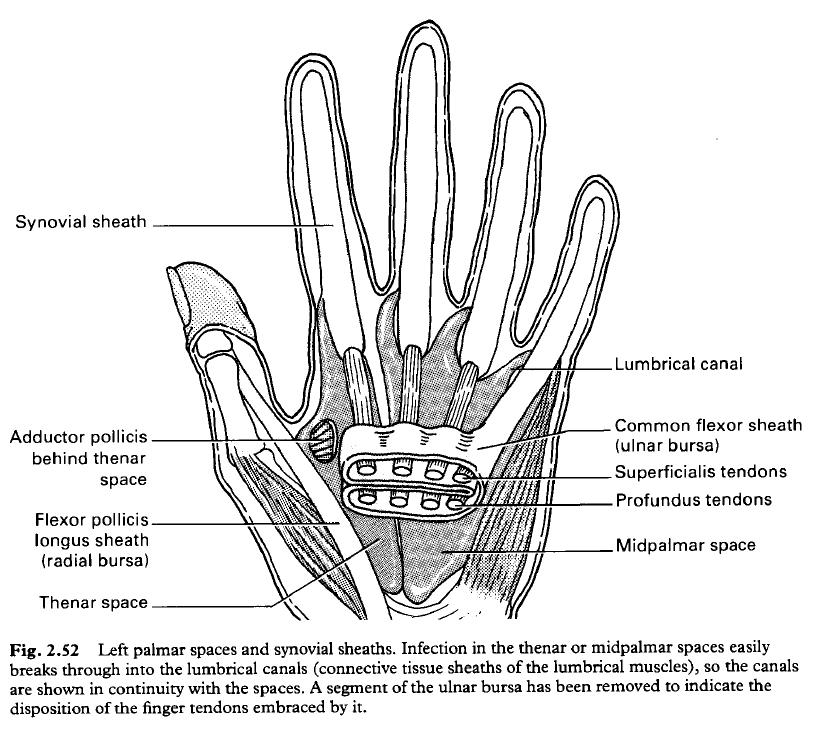 Synovial sheath
Lumbrical canal
Adductor pollicis
behind thenar
space
Common flexor sheath
(ulnar bursa)
Superficialis tendons
Profundus tendons
Flexor pollicis
longus sheath
(radial bursa)
Midpalmar space
Thenar space
Fig. 2.52 Left palmar spaces and synovial sheaths. Infection in the thenar or midpalmar spaces easily
breaks through into the lumbrical canals (connective tissue sheaths of the lumbrical muscles), so the canals
are shown in continuity with the spaces. A segment of the ulnar bursa has been removed to indicate the
disposition of the finger tendons embraced by it.